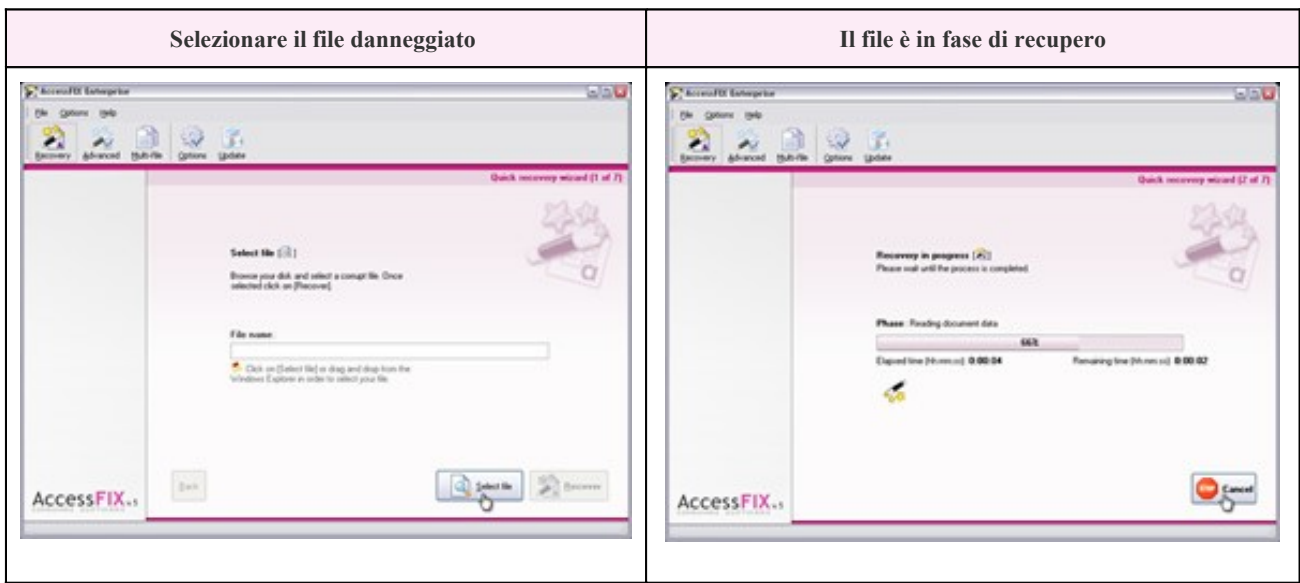 Selezionare il file danneggiato
Il file è in fase di recupero
AccessFIX Enterprise
File Options Help
Recovery Advanced Multi-file Options Update
Quick recovery wizard (1 of 7)
Select file
Browse your disk and select a corrupt file. Once
selected click on [Recover].
File name:
Click on [Select file] or drag and drop from the
Windows Explorer in order to select your file
Back
Select file
Recover
AccessFIX
AccessFIX Enterprise
File Options Help
Recovery Advanced Multi-file Options Update
Quick recovery wizard (2 of 7)
Recovery in progress
Please wait until the process is completed.
Phase: Reading document data
66%
Elapsed time (hh:mm:ss) 0:00:04
Remaining time (hh:mm:ss) 0:00:02
STOP
Cancel
AccessFIX